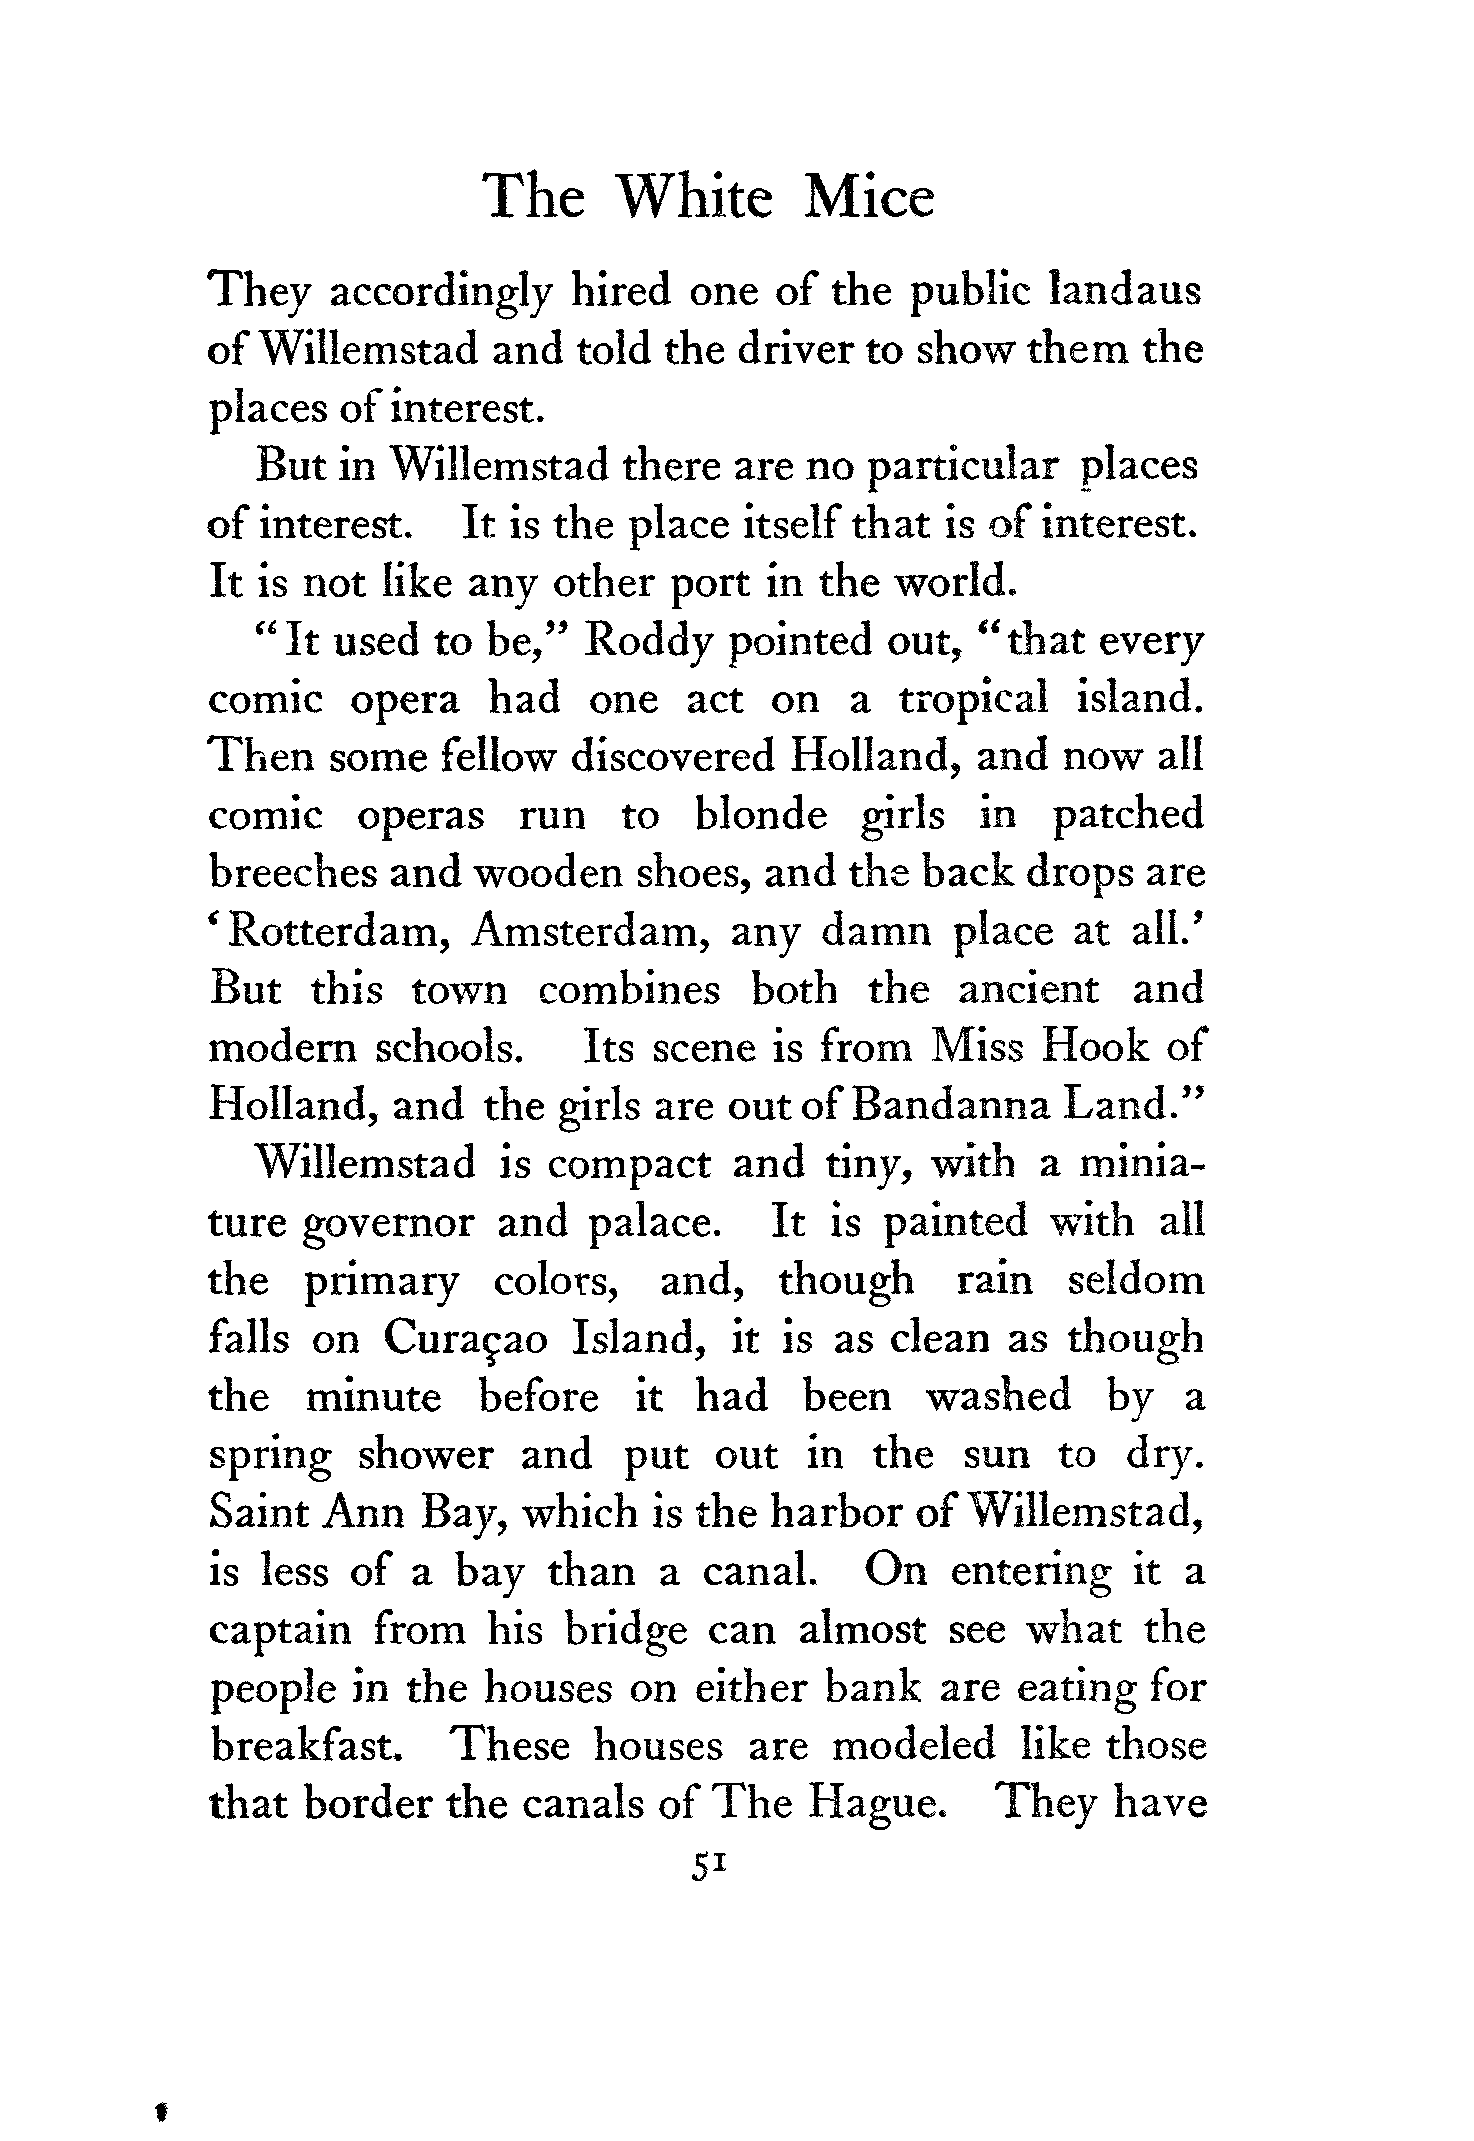 The White Mice
They accordingly hired one of the public landaus
of Willemstad and told the driver to show them the
places of interest.
But in Willemstad there are no particular places
of interest. It is the place itself that is of interest.
It is not like any other port in the world.
“It used to be,” Roddy pointed out, “that every
comic opera had one act on a tropical island.
Then some fellow discovered Holland, and now all
comic operas run to blonde girls in patched
breeches and wooden shoes, and the back drops are
‘Rotterdam, Amsterdam, any damn place at all.’
But this town combines both the ancient and
modern schools. Its scene is from Miss Hook of
Holland, and the girls are out of Bandanna Land.”
Willemstad is compact and tiny, with a minia-
ture governor and palace. It is painted with all
the primary colors, and, though rain seldom
falls on Curaçao Island, it is as clean as though
the minute before it had been washed by a
spring shower and put out in the sun to dry.
Saint Ann Bay, which is the harbor of Willemstad,
is less of a bay than a canal. On entering it a
captain from his bridge can almost see what the
people in the houses on either bank are eating for
breakfast. These houses are modeled like those
that border the canals of The Hague. They have
51